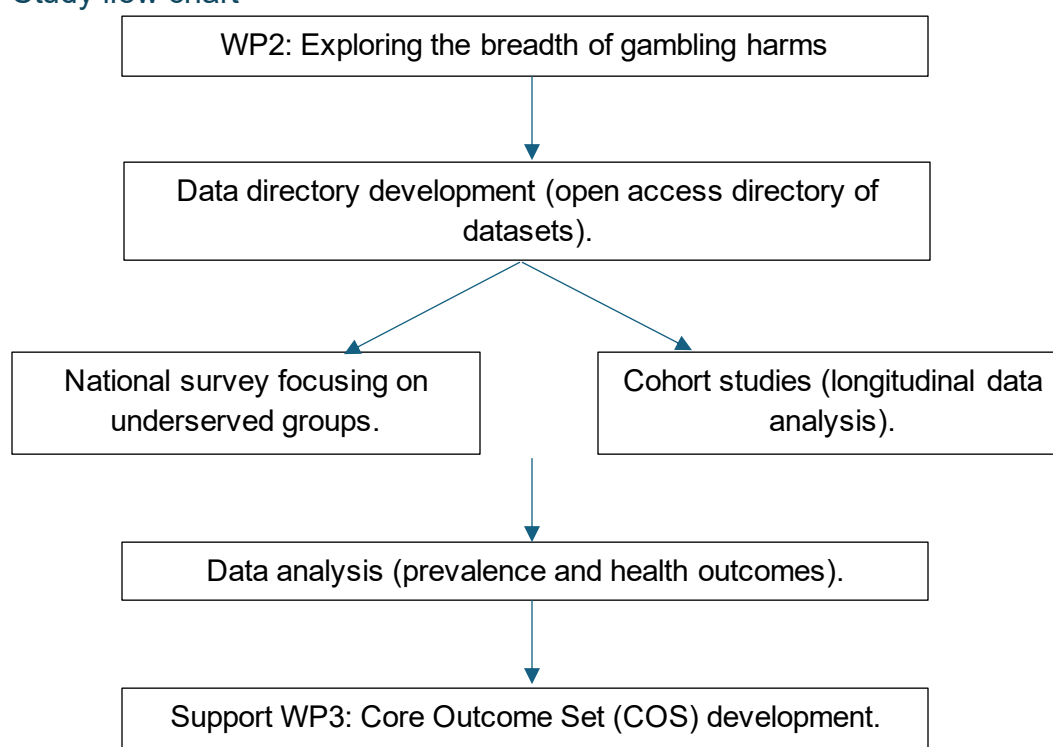 Study flow chart
WP2: Exploring the breadth of gambling harms
Data directory development (open access directory of
datasets).
National survey focusing on
underserved groups.
Cohort studies (longitudinal data
analysis).
Data analysis (prevalence and health outcomes).
Support WP3: Core Outcome Set (COS) development.